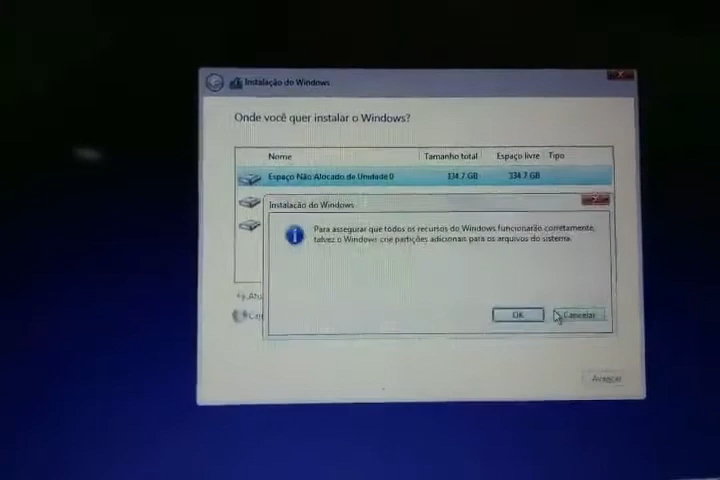 Instalação do Windows
Onde você quer instalar o Windows?
Nome Tamanho total Espaço livre Tipo
Espaço Não Alocado de Unidade 0 334.7 GB 334.7 GB
Instalação do Windows
Para assegurar que todos os recursos do Windows funcionarão corretamente,
talvez o Windows crie partições adicionais para os arquivos do sistema.
OK Cancelar
Avançar